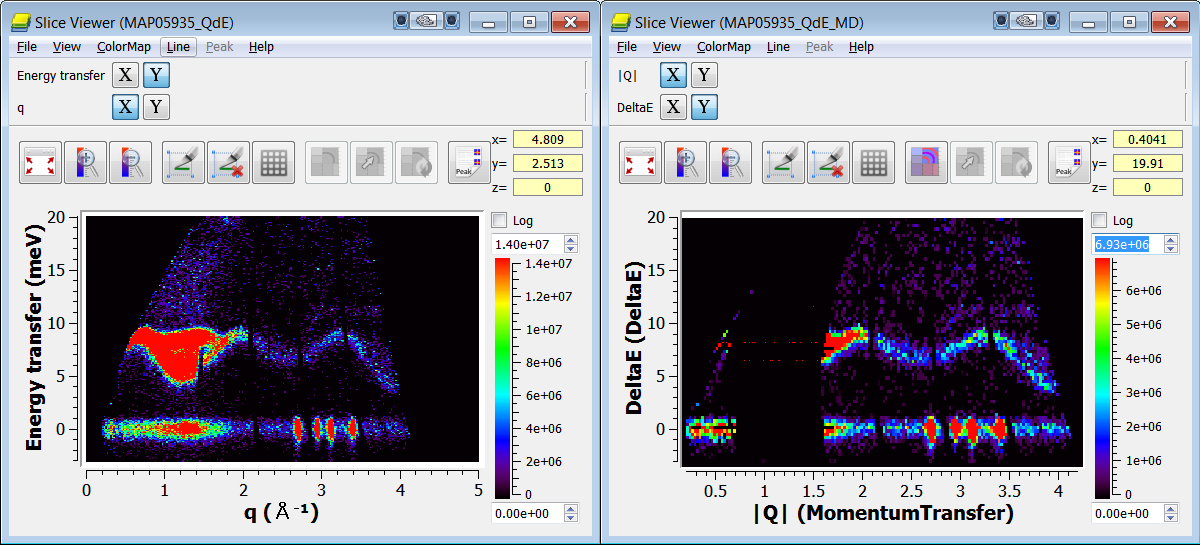 Slice Viewer (MAP05935_QdE)
File View ColorMap Line Peak Help
Energy transfer X Y
q X Y
x= 4.809
y= 2.513
z= 0
Peak
Log
1.40e+07
1.4e+07
1.2e+07
1e+07
8e+06
6e+06
4e+06
2e+06
0
0.00e+00
Energy transfer (meV)
20
15
10
5
0
0 1 2 3 4 5
q (Å⁻¹)
Slice Viewer (MAP05935_QdE_MD)
File View ColorMap Line Peak Help
|Q| X Y
DeltaE X Y
x= 0.4041
y= 19.91
z= 0
Peak
Log
6.93e+06
6e+06
5e+06
4e+06
3e+06
2e+06
1e+06
0
0.00e+00
DeltaE (DeltaE)
20
15
10
5
0
0.5 1 1.5 2 2.5 3 3.5 4
|Q| (MomentumTransfer)